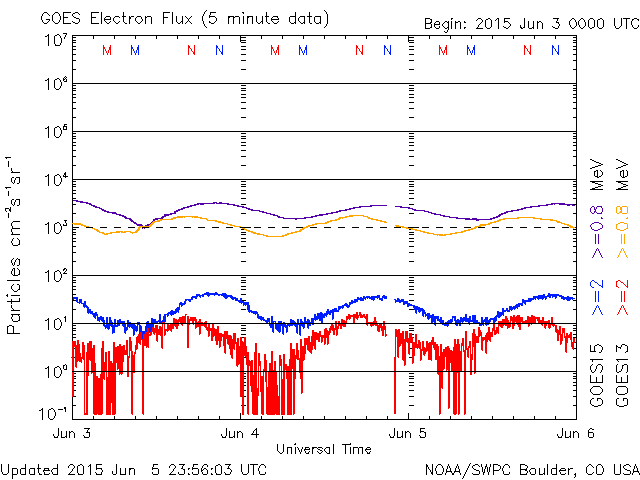 GOES Electron Flux (5 minute data)
Begin: 2015 Jun 3 0000 UTC
M M N N M M N N M M N N
10⁷
10⁶
10⁵
10⁴
10³
10²
10¹
10⁰
10⁻¹
Particles cm⁻²s⁻¹sr⁻¹
Jun 3 Jun 4 Jun 5 Jun 6
Universal Time
GOES15 >=2 >=0.8 MeV
GOES13 >=2 >=0.8 MeV
Updated 2015 Jun 5 23:56:03 UTC
NOAA/SWPC Boulder, CO USA